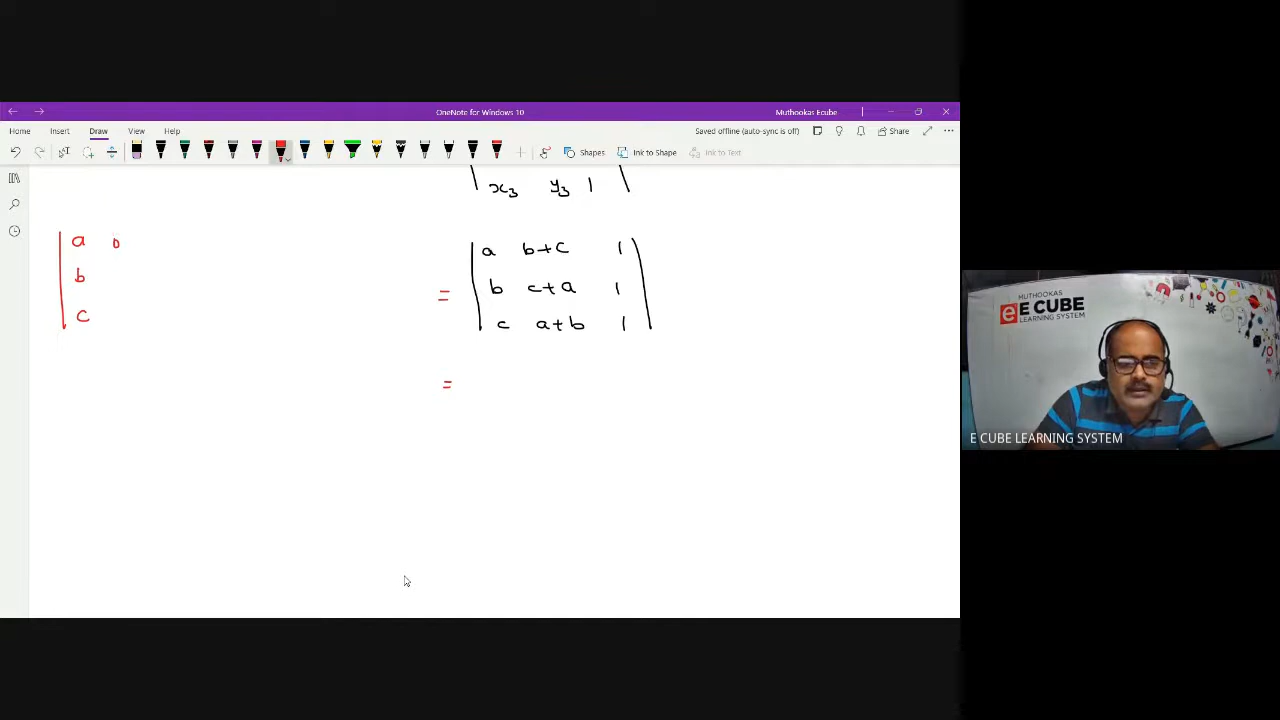 OneNote for Windows 10
Muthookas Ecube
Home Insert Draw View Help
Saved offline (auto-sync is off)
Share
Shapes
Ink to Shape
Ink to Text
x₃ y₃ 1
a
b
c
= | a b+c 1 |
| b c+a 1 |
| c a+b 1 |
=
MUTHOOKAS
e E CUBE
LEARNING SYSTEM
E CUBE LEARNING SYSTEM